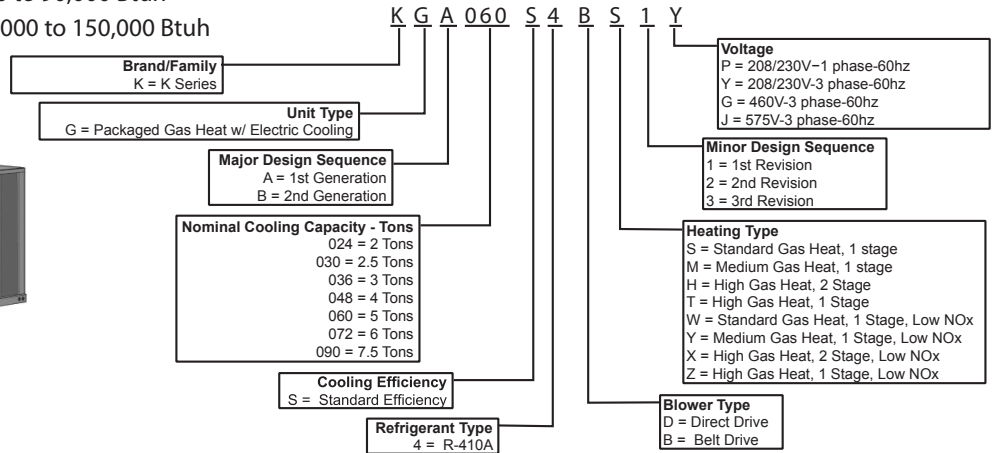 to 90,000 Btuh
000 to 150,000 Btuh
K G A 060 S 4 B S 1 Y
Brand/Family
K = K Series
Unit Type
G = Packaged Gas Heat w/ Electric Cooling
Major Design Sequence
A = 1st Generation
B = 2nd Generation
Nominal Cooling Capacity - Tons
024 = 2 Tons
030 = 2.5 Tons
036 = 3 Tons
048 = 4 Tons
060 = 5 Tons
072 = 6 Tons
090 = 7.5 Tons
Cooling Efficiency
S = Standard Efficiency
Refrigerant Type
4 = R-410A
Voltage
P = 208/230V−1 phase-60hz
Y = 208/230V-3 phase-60hz
G = 460V-3 phase-60hz
J = 575V-3 phase-60hz
Minor Design Sequence
1 = 1st Revision
2 = 2nd Revision
3 = 3rd Revision
Heating Type
S = Standard Gas Heat, 1 stage
M = Medium Gas Heat, 1 stage
H = High Gas Heat, 2 Stage
T = High Gas Heat, 1 Stage
W = Standard Gas Heat, 1 Stage, Low NOx
Y = Medium Gas Heat, 1 Stage, Low NOx
X = High Gas Heat, 2 Stage, Low NOx
Z = High Gas Heat, 1 Stage, Low NOx
Blower Type
D = Direct Drive
B = Belt Drive